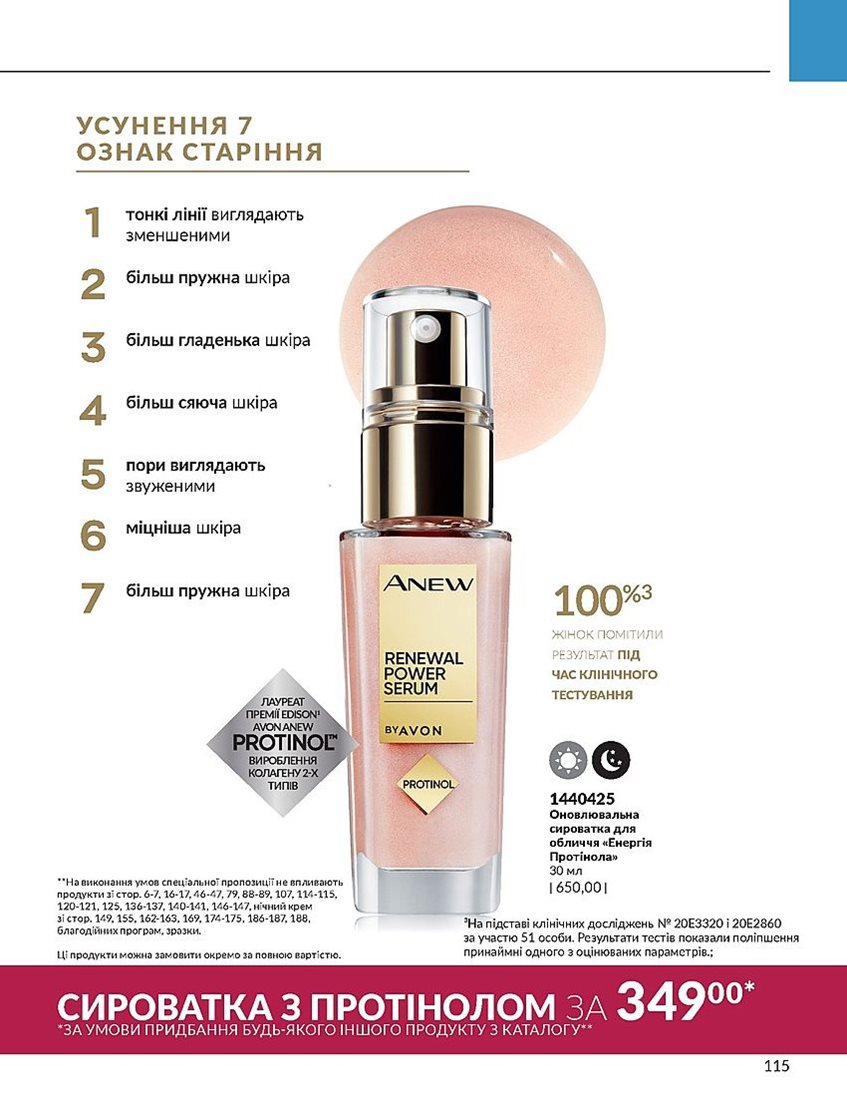 УСУНЕННЯ 7
ОЗНАК СТАРІННЯ
1 тонкі лінії виглядають
зменшеними
2 більш пружна шкіра
3 більш гладенька шкіра
4 більш сяюча шкіра
5 пори виглядають
звуженими
6 міцніша шкіра
7 більш пружна шкіра
ANEW
RENEWAL
POWER
SERUM
BY AVON
PROTINOL
ЛАУРЕАТ
ПРЕМІЇ EDISON¹
AVON ANEW
PROTINOL™
ВИРОБЛЕННЯ
КОЛАГЕНУ 2-Х
ТИПІВ
100%³
ЖІНОК ПОМІТИЛИ
РЕЗУЛЬТАТ ПІД
ЧАС КЛІНІЧНОГО
ТЕСТУВАННЯ
1440425
Оновлювальна
сироватка для
обличчя «Енергія
Протінола»
30 мл
| 650,00 |
**На виконання умов спеціальної пропозиції не впливають
продукти зі стор. 6-7, 16-17, 46-47, 79, 88-89, 107, 114-115,
120-121, 125, 136-137, 140-141, 146-147, нічний крем
зі стор. 149, 155, 162-163, 169, 174-175, 186-187, 188,
благодійних програм, зразки.
Ці продукти можна замовити окремо за повною вартістю.
³На підставі клінічних досліджень № 20E3320 і 20E2860
за участю 51 особи. Результати тестів показали поліпшення
принаймні одного з оцінюваних параметрів.;
СИРОВАТКА З ПРОТІНОЛОМ ЗА 349⁰⁰*
*ЗА УМОВИ ПРИДБАННЯ БУДЬ-ЯКОГО ІНШОГО ПРОДУКТУ З КАТАЛОГУ**
115